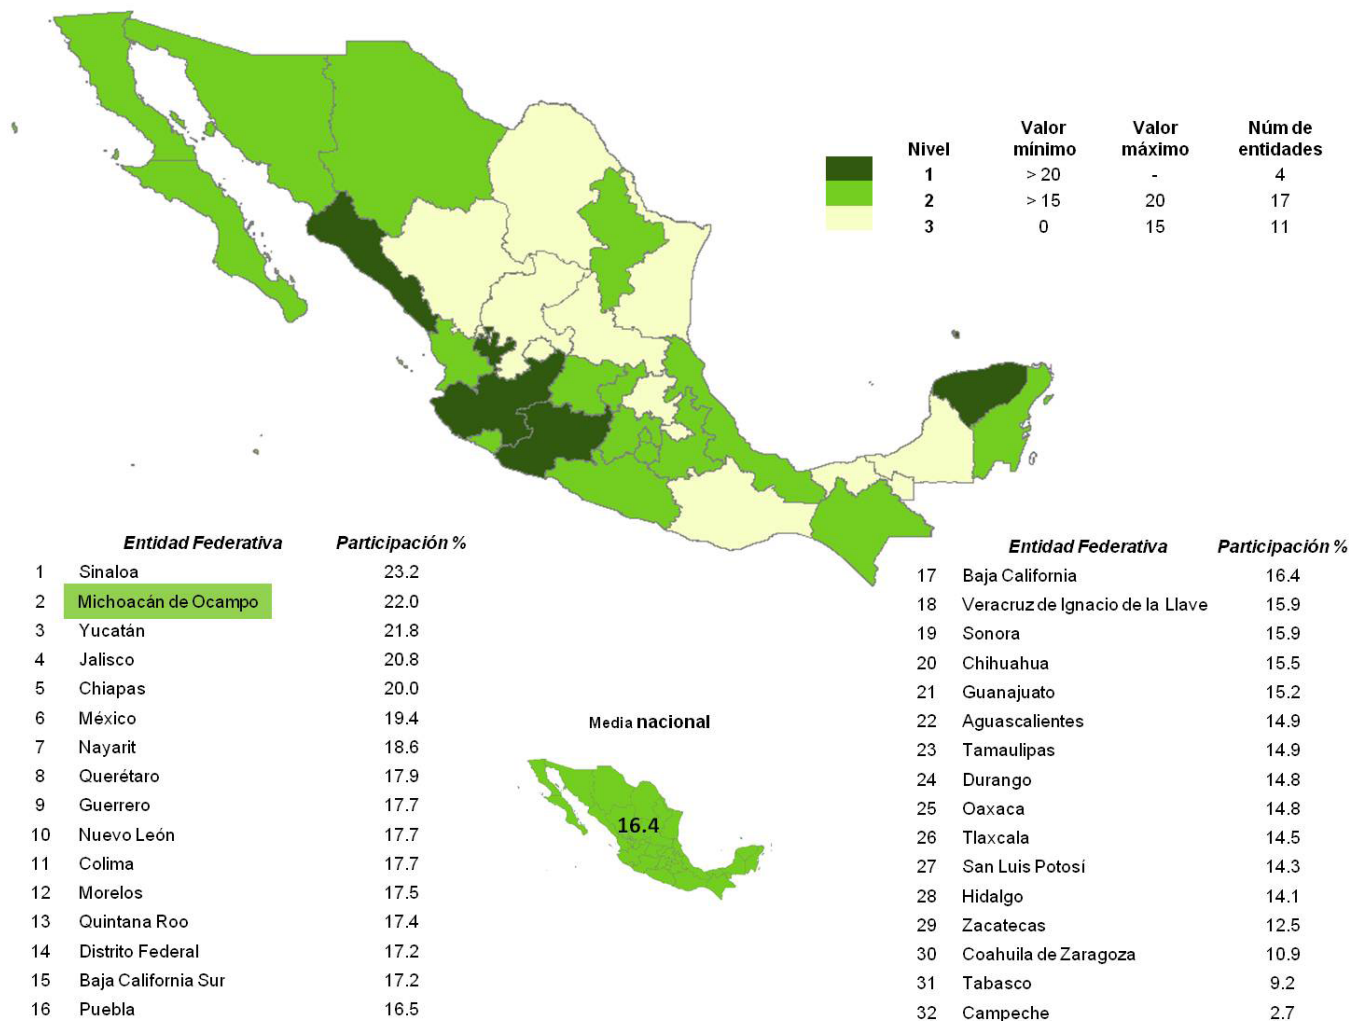 Nivel Valor mínimo Valor máximo Núm de entidades
1 > 20 - 4
2 > 15 20 17
3 0 15 11
Entidad Federativa Participación %
1 Sinaloa 23.2
2 Michoacán de Ocampo 22.0
3 Yucatán 21.8
4 Jalisco 20.8
5 Chiapas 20.0
6 México 19.4
7 Nayarit 18.6
8 Querétaro 17.9
9 Guerrero 17.7
10 Nuevo León 17.7
11 Colima 17.7
12 Morelos 17.5
13 Quintana Roo 17.4
14 Distrito Federal 17.2
15 Baja California Sur 17.2
16 Puebla 16.5
Media nacional
16.4
Entidad Federativa Participación %
17 Baja California 16.4
18 Veracruz de Ignacio de la Llave 15.9
19 Sonora 15.9
20 Chihuahua 15.5
21 Guanajuato 15.2
22 Aguascalientes 14.9
23 Tamaulipas 14.9
24 Durango 14.8
25 Oaxaca 14.8
26 Tlaxcala 14.5
27 San Luis Potosí 14.3
28 Hidalgo 14.1
29 Zacatecas 12.5
30 Coahuila de Zaragoza 10.9
31 Tabasco 9.2
32 Campeche 2.7